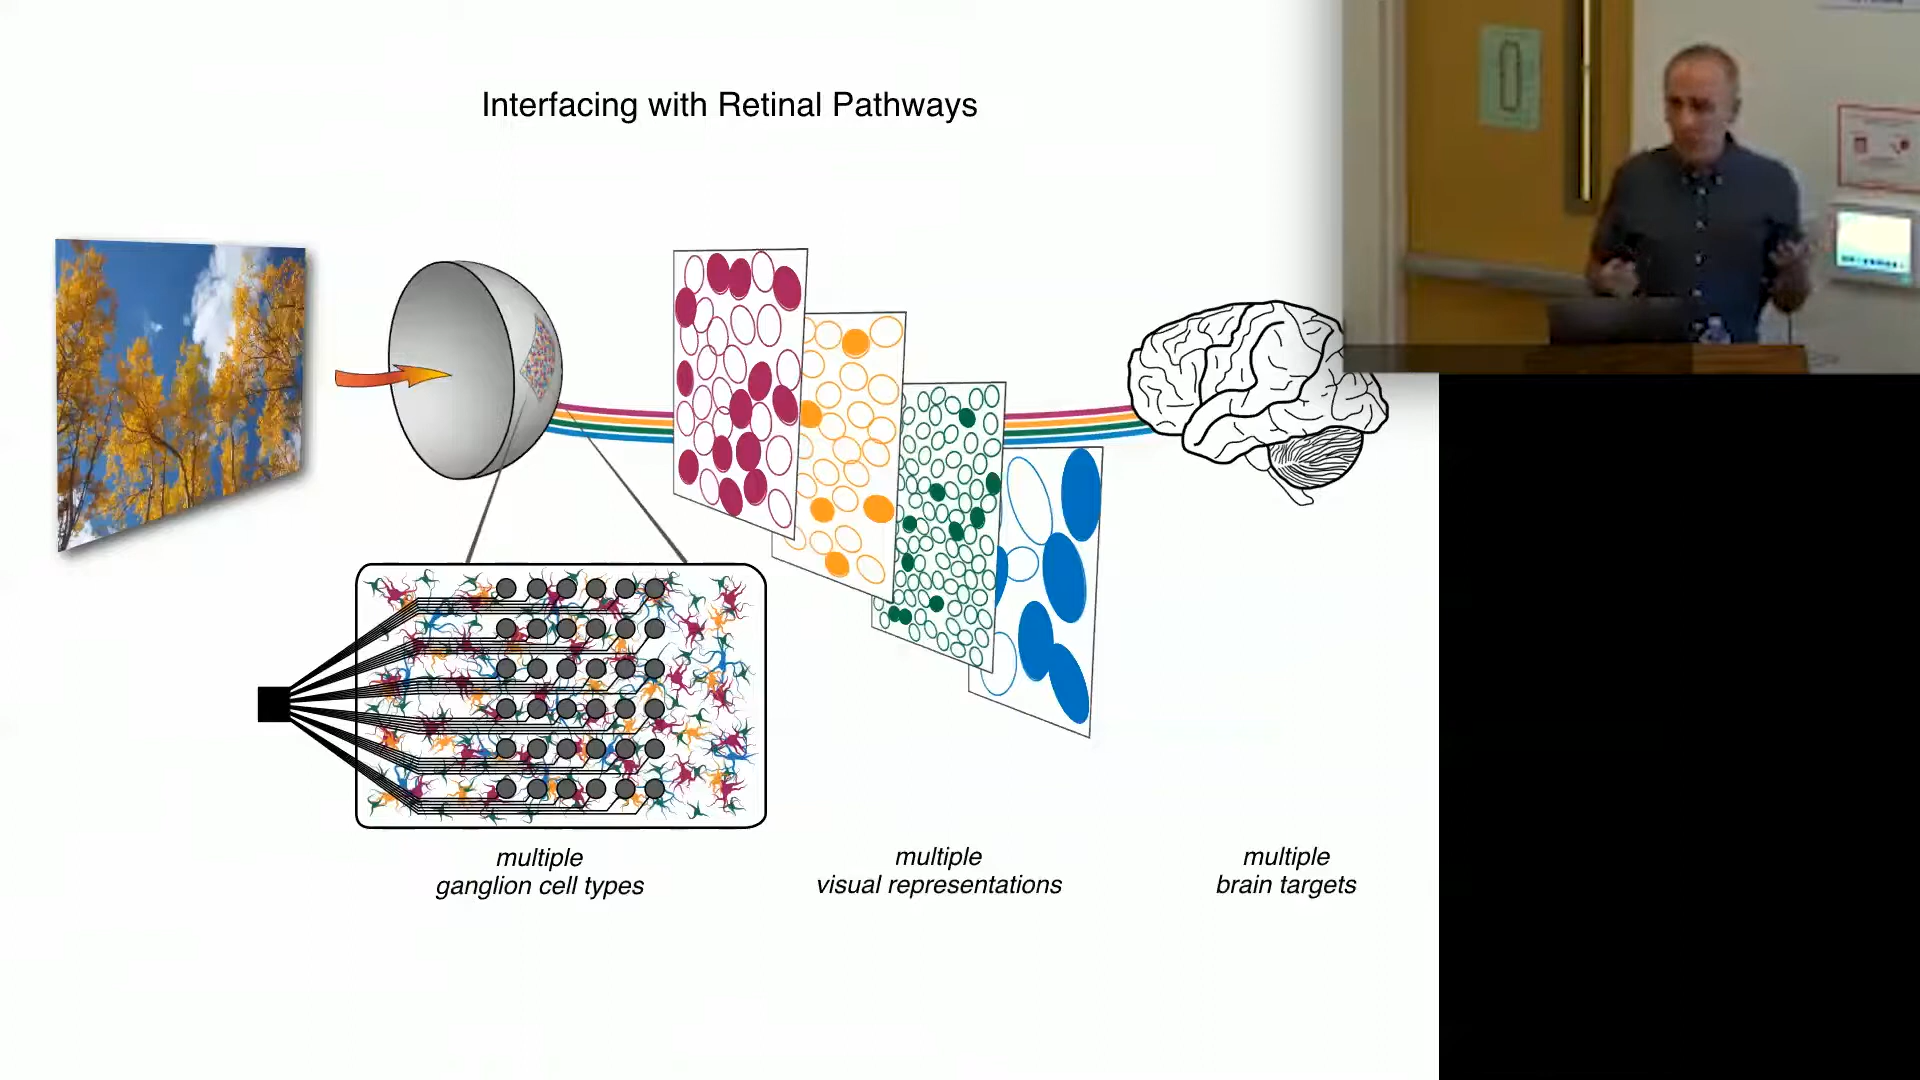 Interfacing with Retinal Pathways
multiple
ganglion cell types
multiple
visual representations
multiple
brain targets